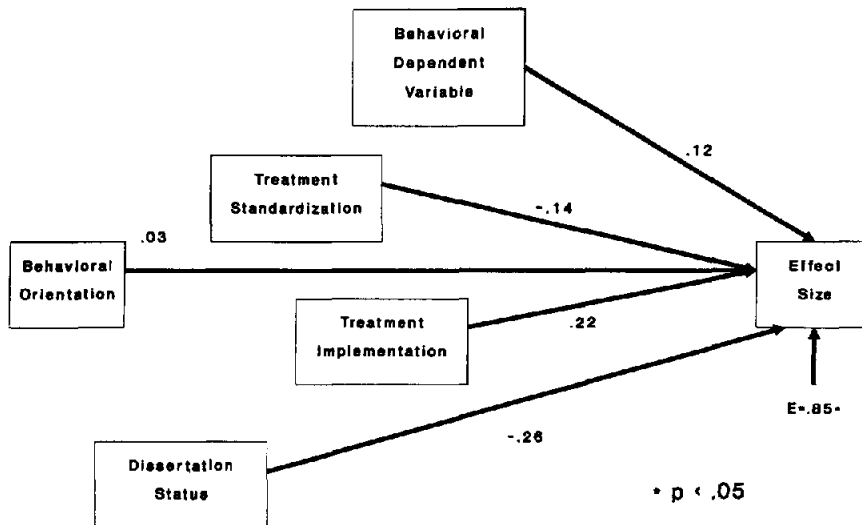 Behavioral
Dependent
Variable
.12
Treatment
Standardization
-.14
.03
Behavioral
Orientation
Effect
Size
Treatment
Implementation
.22
E=.85*
-.26
Dissertation
Status
* p < .05